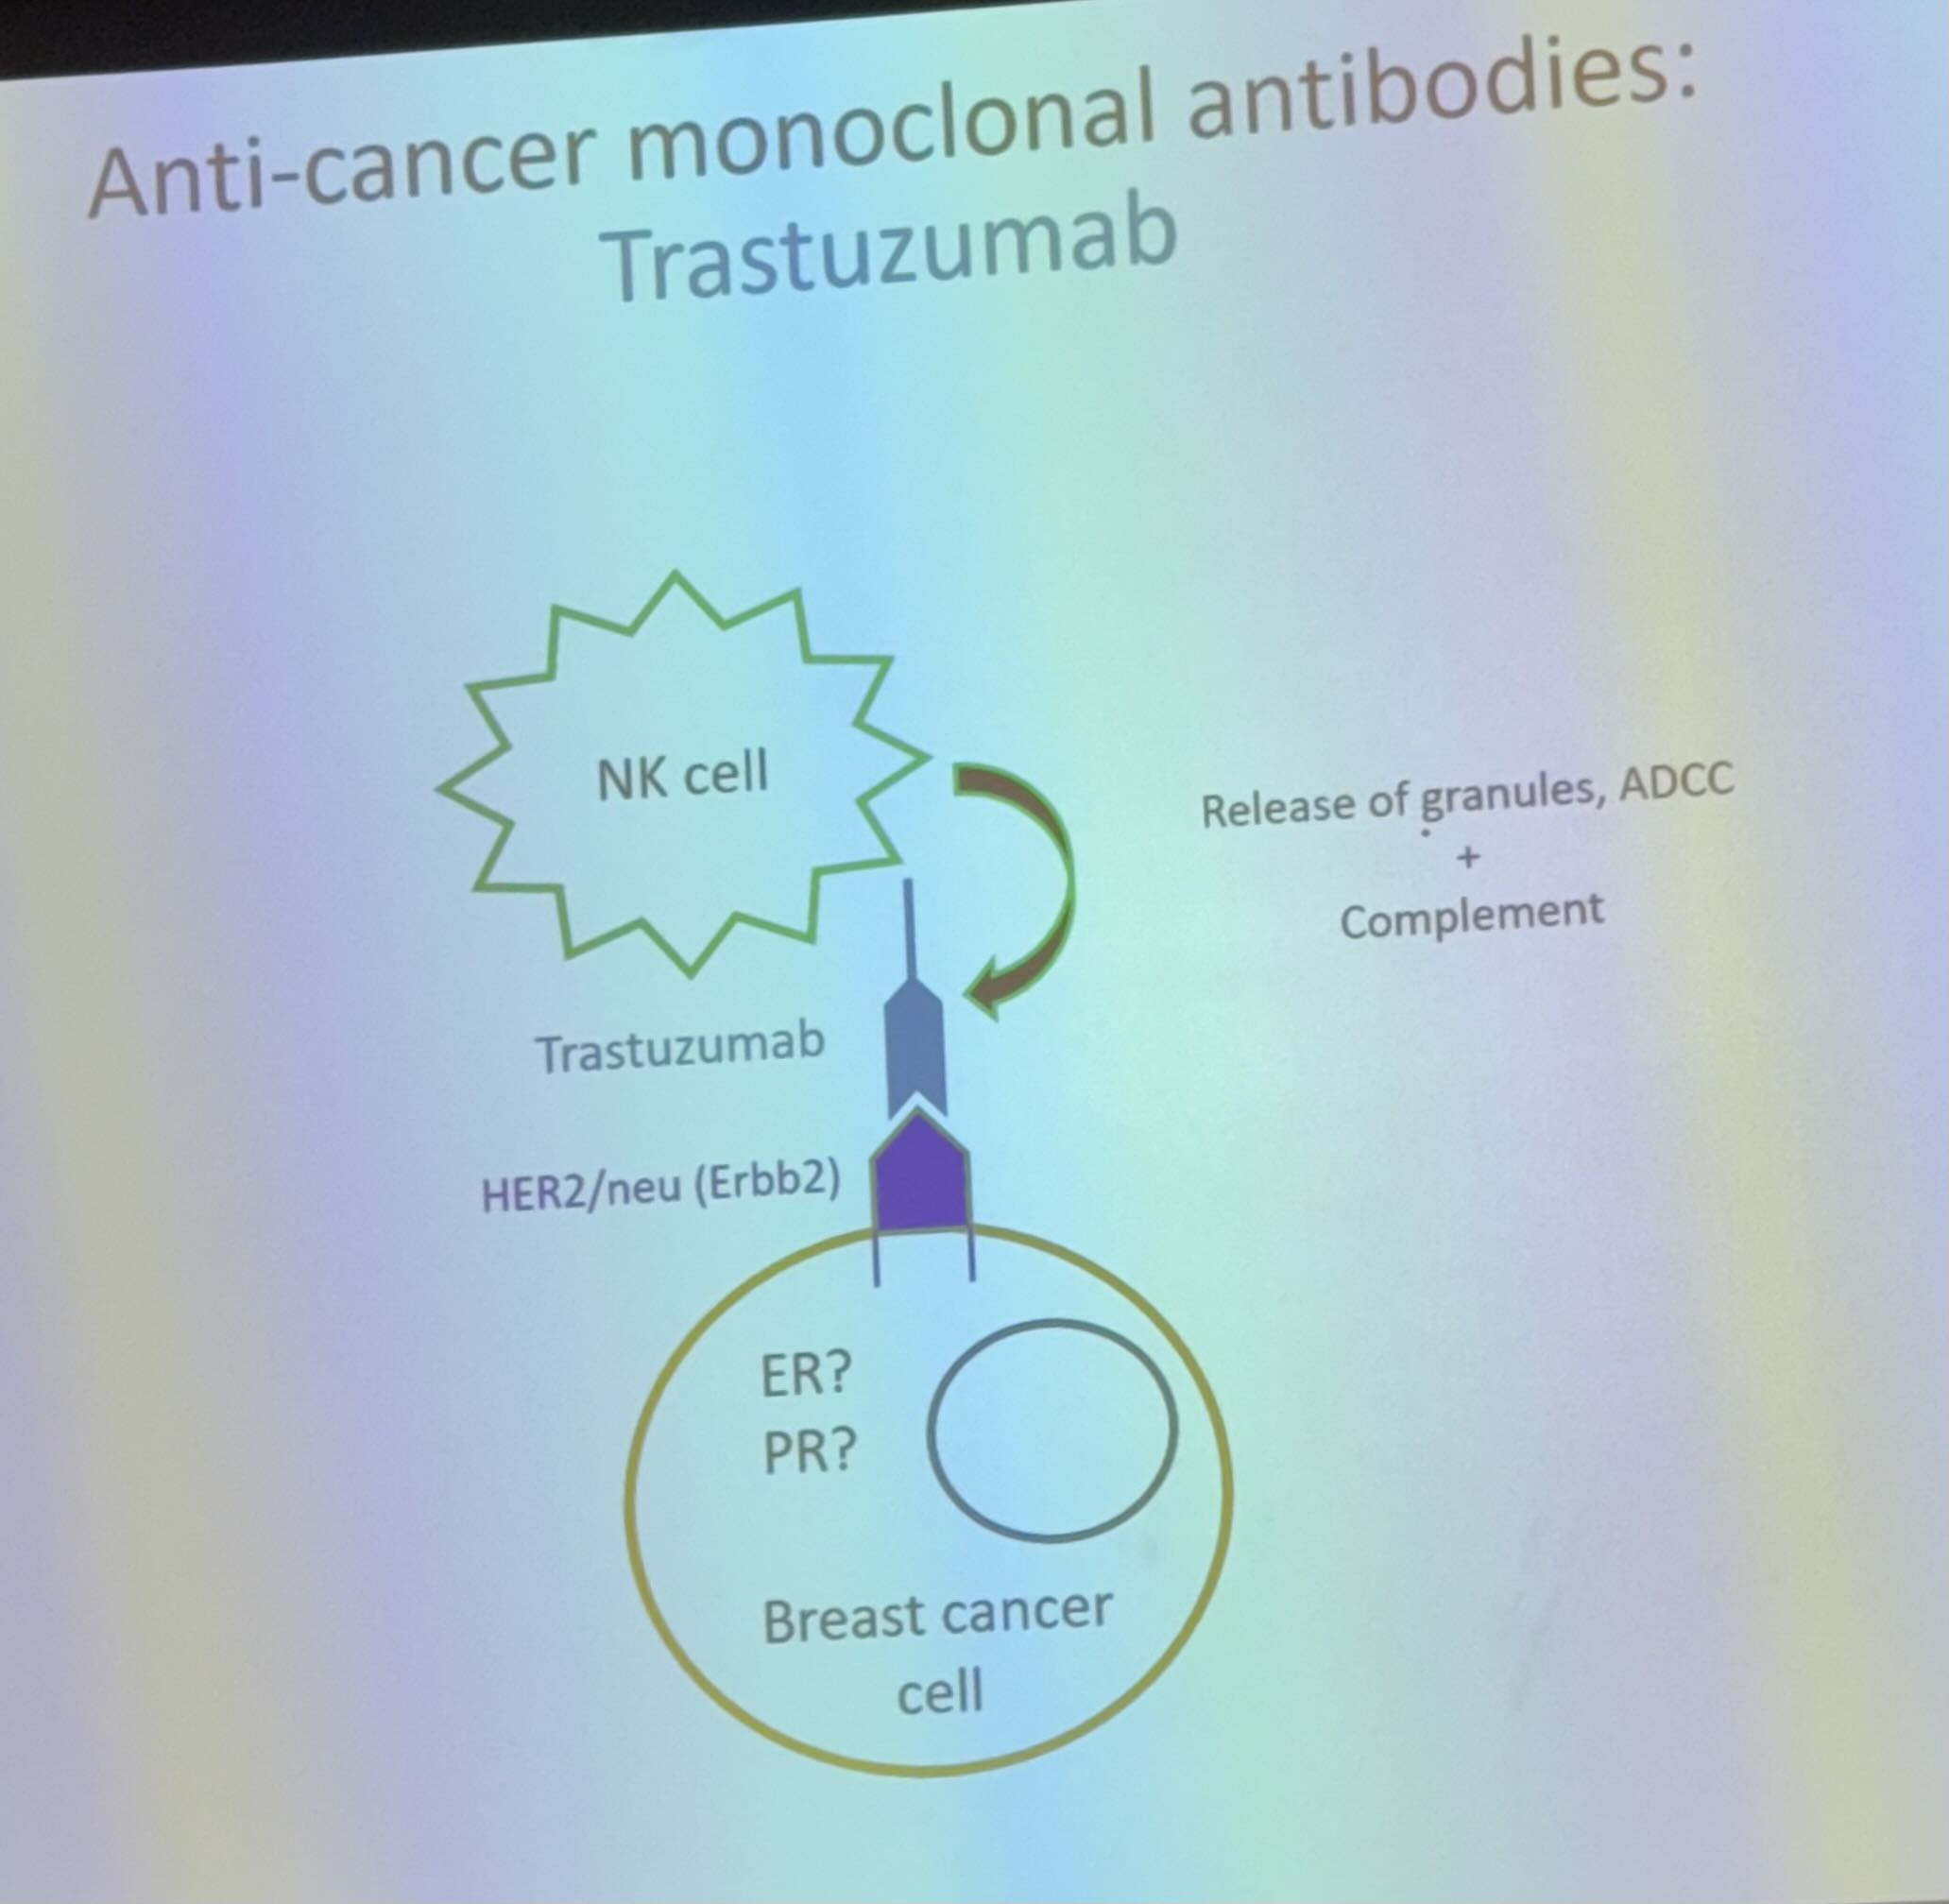 Anti-cancer monoclonal antibodies:
Trastuzumab
NK cell
Release of granules, ADCC
+
Complement
Trastuzumab
HER2/neu (Erbb2)
ER?
PR?
Breast cancer
cell